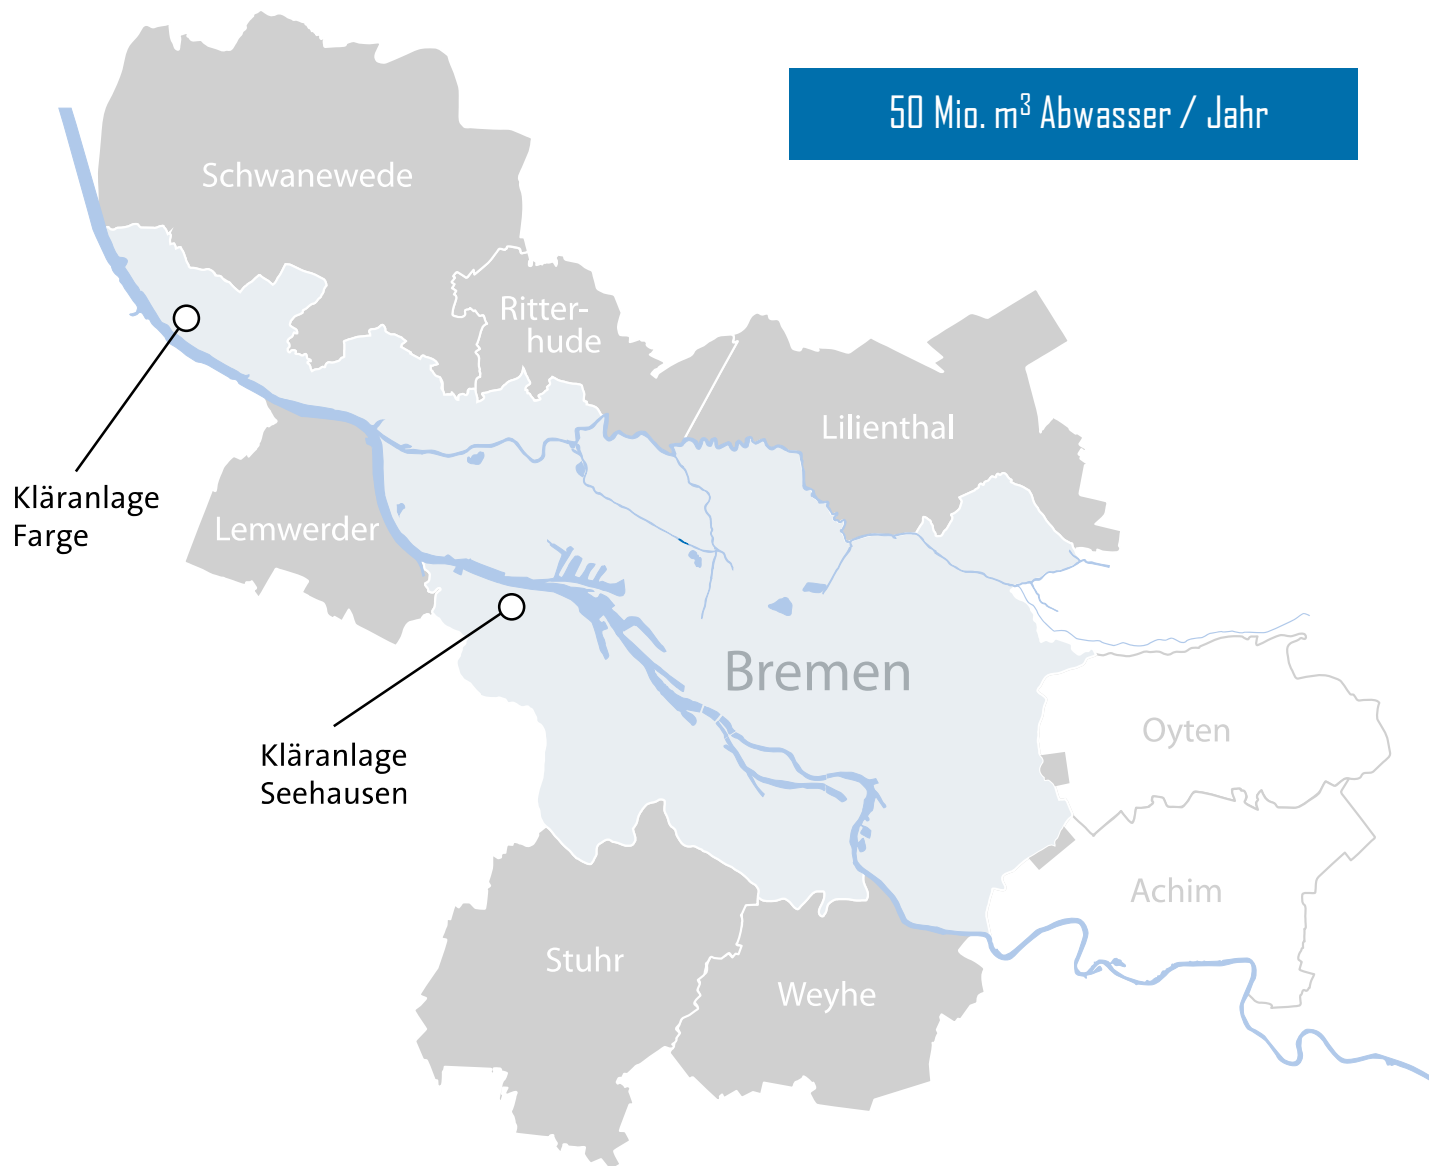 50 Mio. m³ Abwasser / Jahr
Schwanewede
Ritter-
hude
Lilienthal
Kläranlage
Farge
Lemwerder
Bremen
Kläranlage
Seehausen
Oyten
Achim
Stuhr
Weyhe